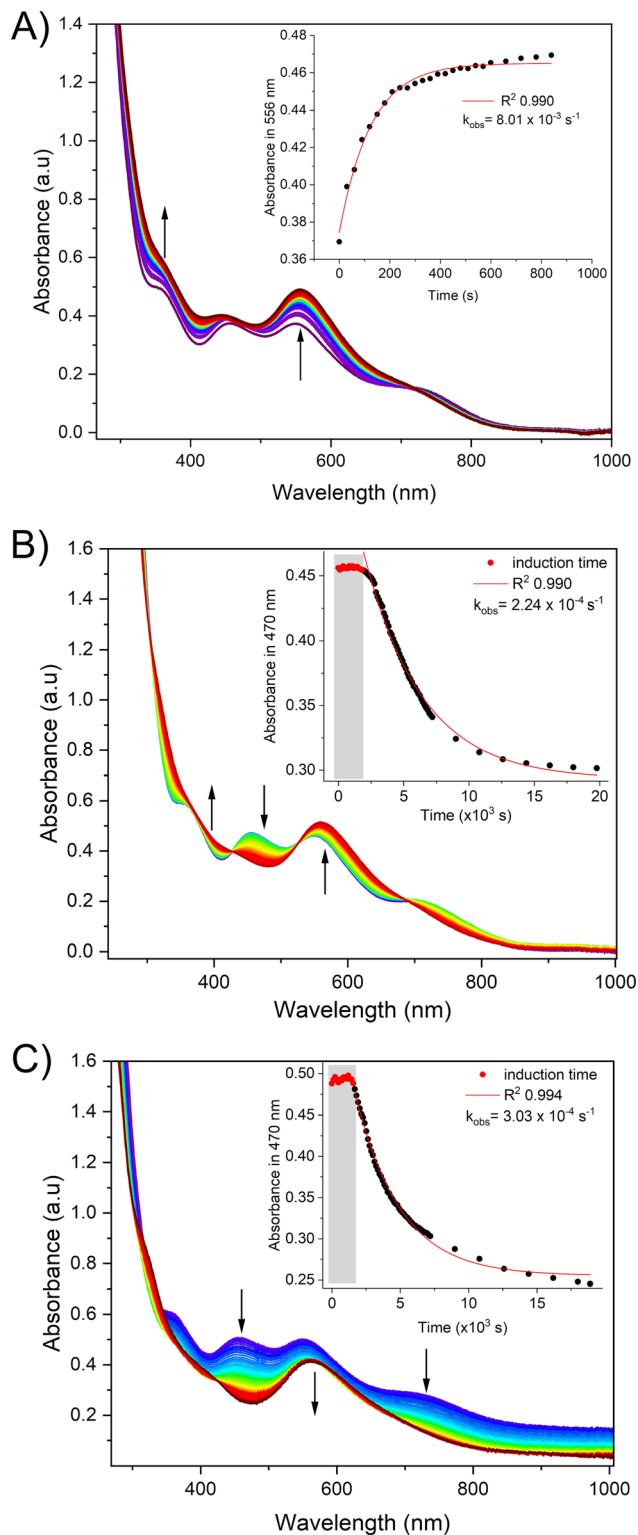 A)
1.4
1.2
1.0
0.8
0.6
0.4
0.2
0.0
Absorbance (a.u)
400
600
800
1000
Wavelength (nm)
0.48
0.44
0.40
0.36
Absorbance in 556 nm
R² 0.990
k_obs= 8.01 x 10⁻³ s⁻¹
0
200
400
600
800
1000
Time (s)
B)
1.6
1.4
1.2
1.0
0.8
0.6
0.4
0.2
0.0
Absorbance (a.u)
400
600
800
1000
Wavelength (nm)
0.45
0.40
0.35
0.30
Absorbance in 470 nm
induction time
R² 0.990
k_obs= 2.24 x 10⁻⁴ s⁻¹
0
5
10
15
20
Time (x10³ s)
C)
1.6
1.4
1.2
1.0
0.8
0.6
0.4
0.2
0.0
Absorbance (a.u)
400
600
800
1000
Wavelength (nm)
0.50
0.45
0.40
0.35
0.30
0.25
Absorbance in 470 nm
induction time
R² 0.994
k_obs= 3.03 x 10⁻⁴ s⁻¹
0
5
10
15
Time (x10³ s)